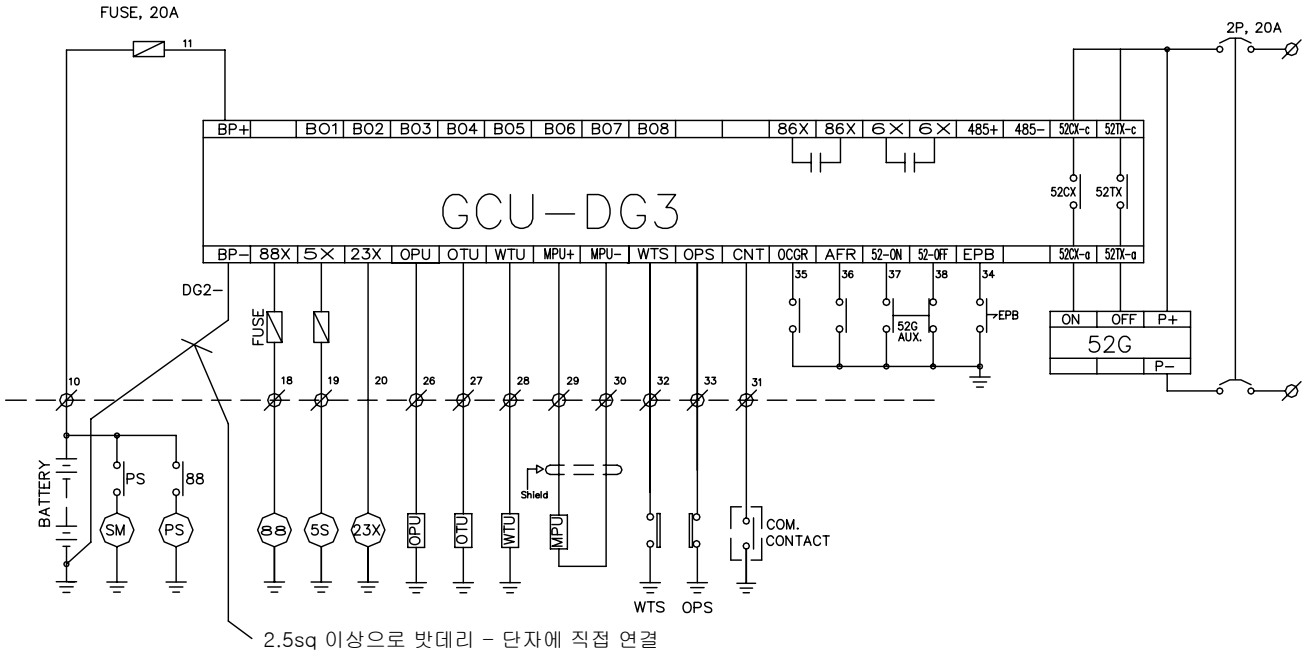 FUSE, 20A
11
2P, 20A
BP+ BO1 BO2 BO3 BO4 BO5 BO6 BO7 BO8 86X 86X 6X 6X 485+ 485- 52CX-c 52TX-c
52CX 52TX
GCU-DG3
BP- 88X 5X 23X OPU OTU WTU MPU+ MPU- WTS OPS CNT OCGR AFR 52-ON 52-OFF EPB 52CX-a 52TX-a
35 36 37 38 34
DG2-
FUSE
52G
AUX.
EPB
ON OFF P+
52G
P-
10 18 19 20 26 27 28 29 30 32 33 31
BATTERY
PS 88
Shield
SM PS 88 5S 23X OPU OTU WTU MPU
COM.
CONTACT
WTS OPS
2.5sq 이상으로 밧데리 - 단자에 직접 연결